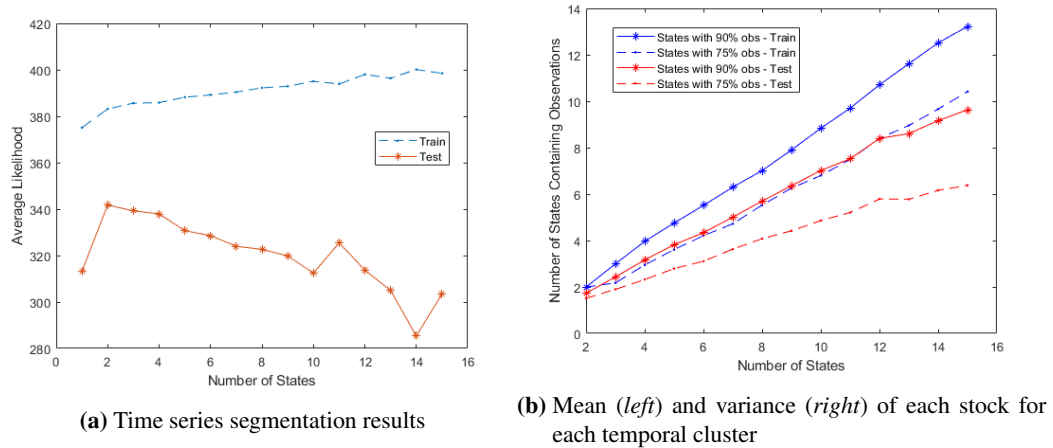 420
400
380
360
340
320
300
280
0
2
4
6
8
10
12
14
16
Average Likelihood
Number of States
Train
Test
(a) Time series segmentation results
14
12
10
8
6
4
2
0
2
4
6
8
10
12
14
16
Number of States Containing Observations
Number of States
States with 90% obs - Train
States with 75% obs - Train
States with 90% obs - Test
States with 75% obs - Test
(b) Mean (left) and variance (right) of each stock for
each temporal cluster